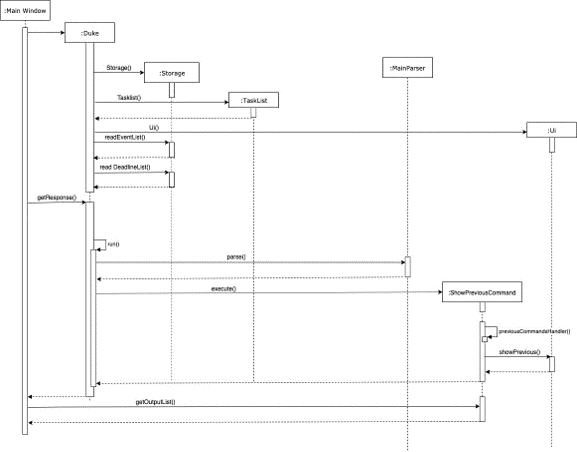 :Main Window
:Duke
Storage()
:Storage
:MainParser
Tasklist()
:TaskList
Ui()
:Ui
readEventList()
read DeadlineList()
getResponse()
run()
parse()
execute()
:ShowPreviousCommand
previousCommandsHandler()
showPrevious()
getOutputList()